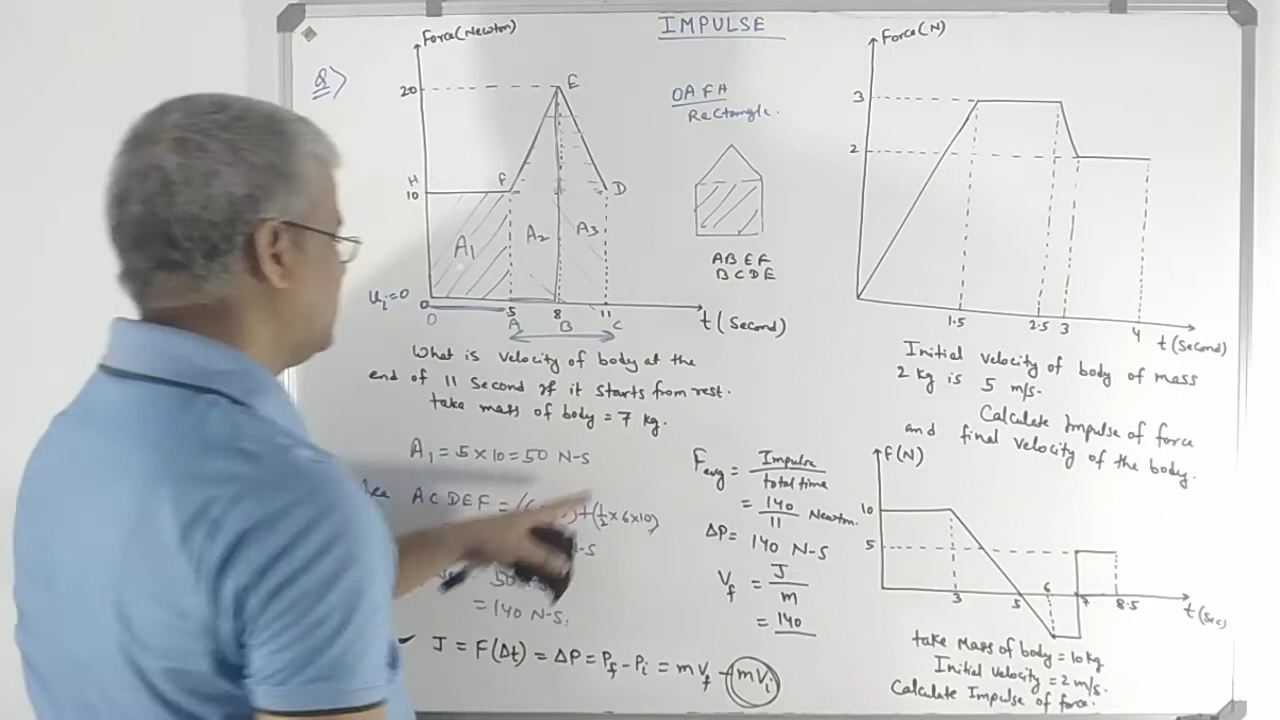 IMPULSE
Q>
Force(Newton)
20
E
H
10
F
D
A1
A2
A3
Ui=0
0
5
8
11
O
A
B
C
t (Second)
What is velocity of body at the
end of 11 Second if it starts from rest.
take mass of body = 7 kg.
OAFH
Rectangle.
ABEF
BCDE
A1 = 5×10 = 50 N-S
ACDEF = + (1/2 × 6×10)
50
= 140 N-S.
J = F(Δt) = ΔP = Pf - Pi = mVf - mVi
Favg = Impulse / total time
= 140 / 11 Newton.
ΔP = 140 N-S
Vf = J / m
= 140
Force(N)
3
2
1.5
2.5
3
4
t (Second)
Initial velocity of body of mass
2 kg is 5 m/s.
Calculate Impulse of force
and final velocity of the body.
F(N)
10
5
3
5
6
7
8.5
t (Sec)
take Mass of body = 10kg
Initial velocity = 2 m/s.
Calculate Impulse of force.